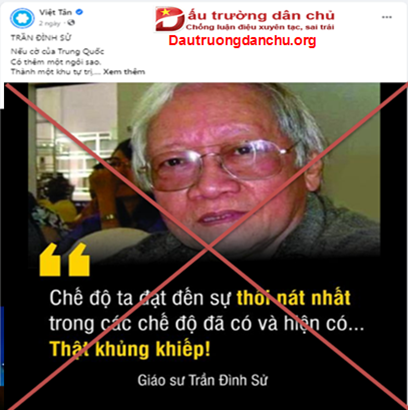 Việt Tân
2 ngày
TRẦN ĐÌNH SỬ
Nếu cờ của Trung Quốc
Có thêm một ngôi sao.
Thành một khu tự trị.... Xem thêm
Đấu trường dân chủ
Chống luận điệu xuyên tạc, sai trái
Dautruongdanchu.org
Chế độ ta đạt đến sự thối nát nhất
trong các chế độ đã có và hiện có...
Thật khủng khiếp!
Giáo sư Trần Đình Sử